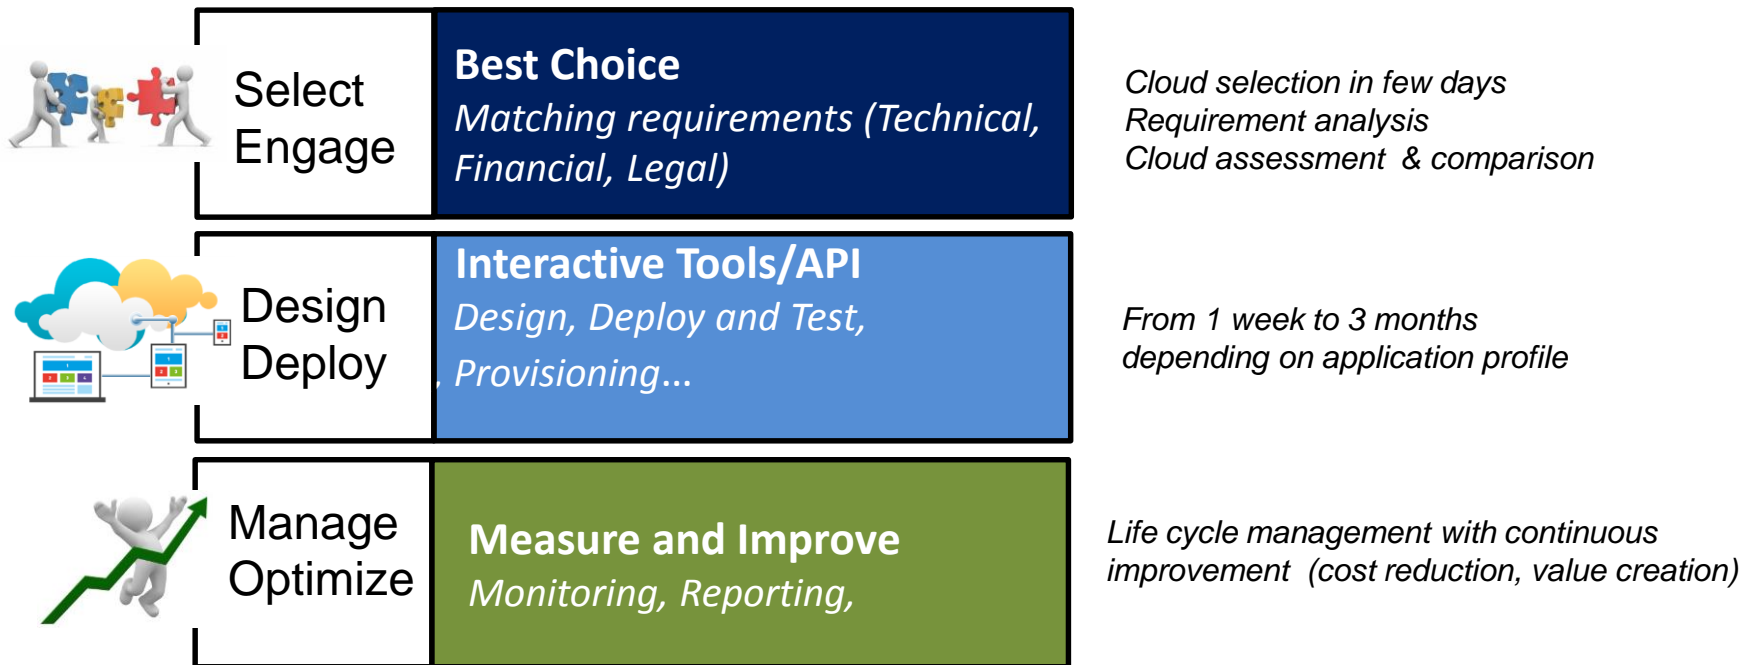 Select
Engage
Best Choice
Matching requirements (Technical,
Financial, Legal)
Cloud selection in few days
Requirement analysis
Cloud assessment & comparison
Design
Deploy
Interactive Tools/API
Design, Deploy and Test,
, Provisioning...
From 1 week to 3 months
depending on application profile
Manage
Optimize
Measure and Improve
Monitoring, Reporting,
Life cycle management with continuous
improvement (cost reduction, value creation)